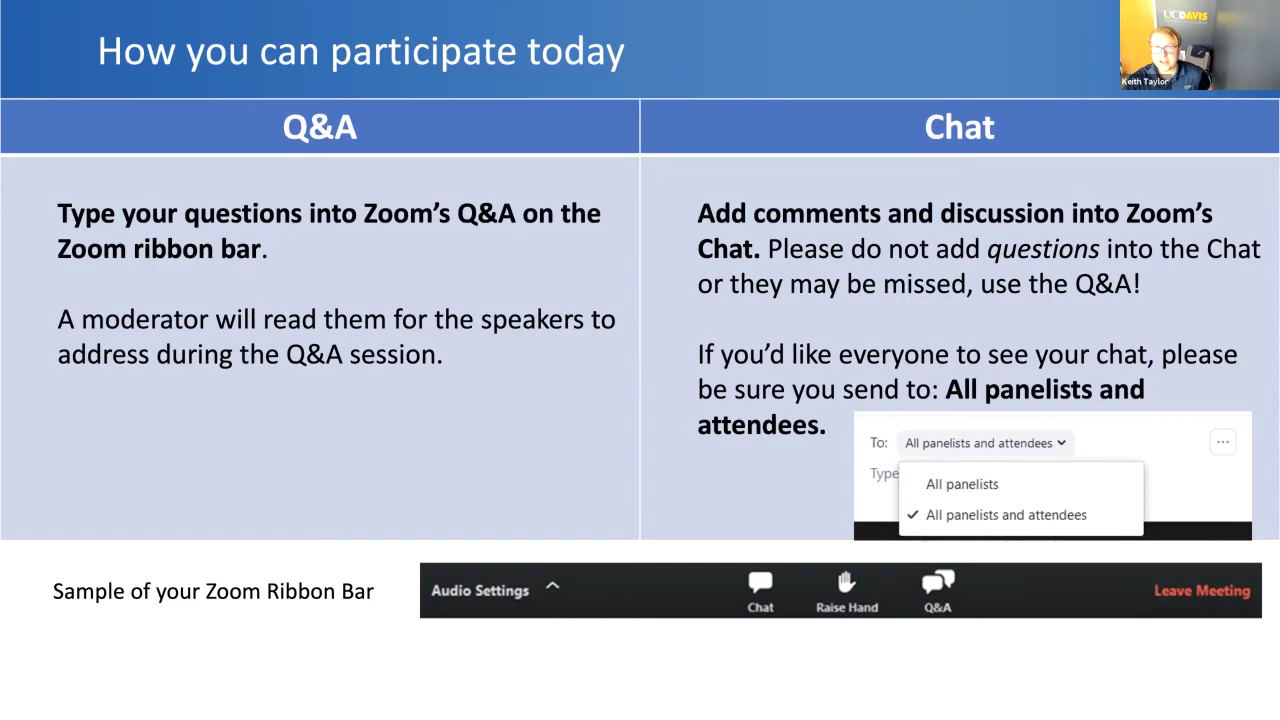 How you can participate today
UCDAVIS
Keith Taylor
Q&A
Chat
Type your questions into Zoom’s Q&A on the
Zoom ribbon bar.
A moderator will read them for the speakers to
address during the Q&A session.
Add comments and discussion into Zoom’s
Chat. Please do not add questions into the Chat
or they may be missed, use the Q&A!
If you’d like everyone to see your chat, please
be sure you send to: All panelists and
attendees.
To: All panelists and attendees
Type
All panelists
All panelists and attendees
Sample of your Zoom Ribbon Bar
Audio Settings
Chat
Raise Hand
Q&A
Leave Meeting